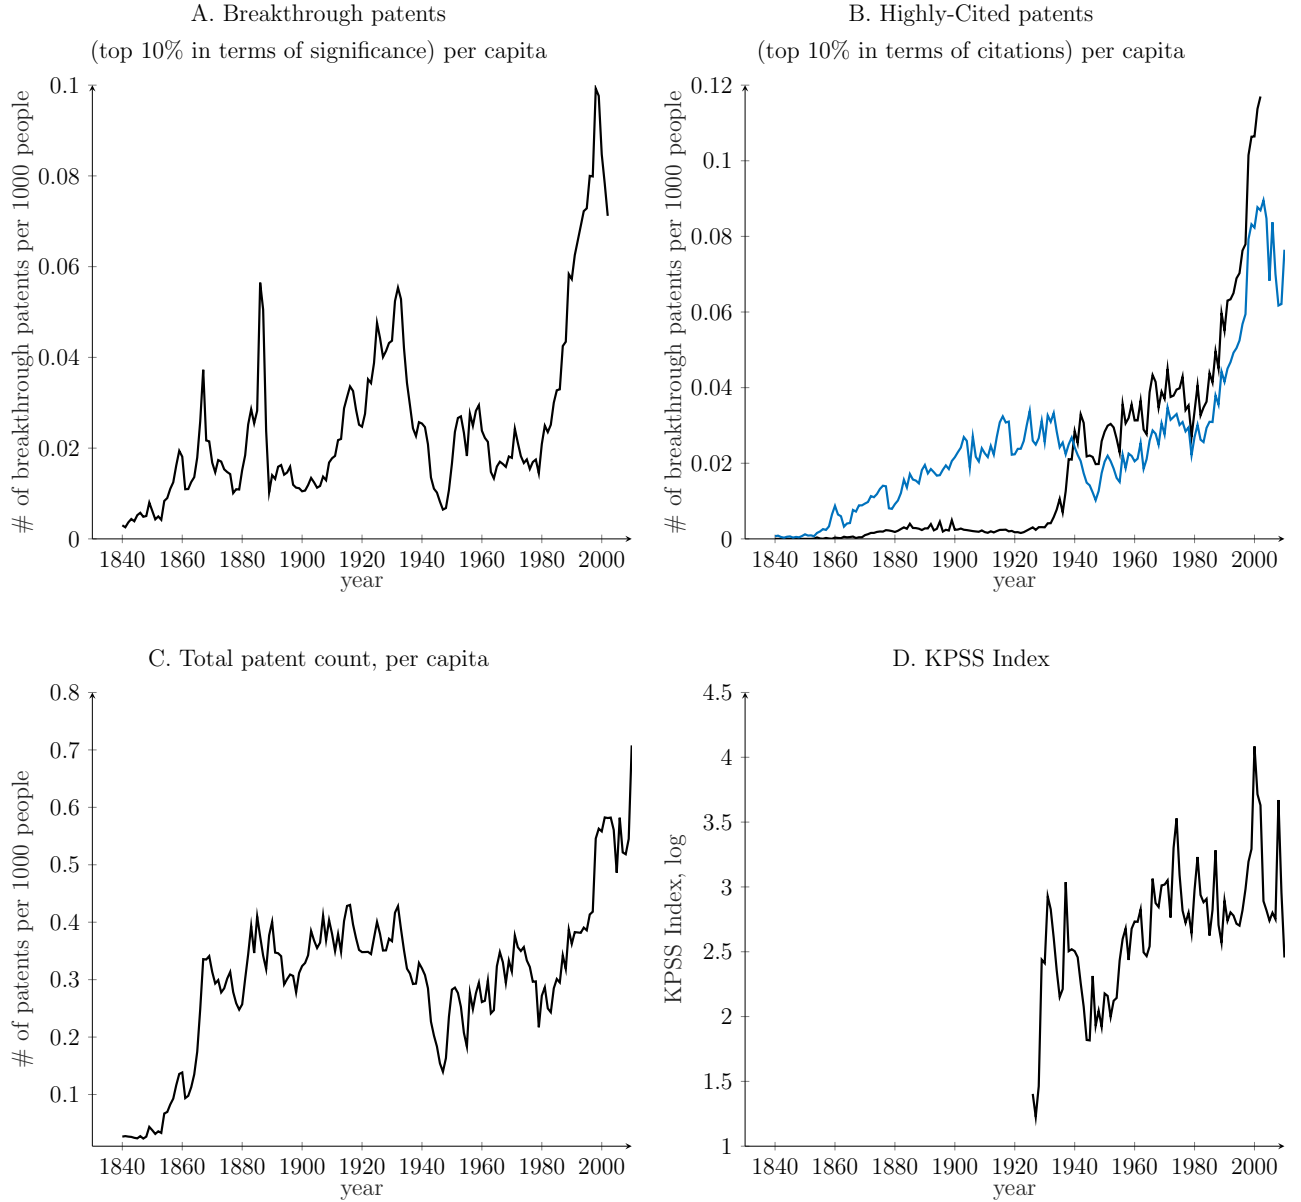 A. Breakthrough patents
(top 10% in terms of significance) per capita
# of breakthrough patents per 1000 people
0.1
0.08
0.06
0.04
0.02
0
1840 1860 1880 1900 1920 1940 1960 1980 2000
year
B. Highly-Cited patents
(top 10% in terms of citations) per capita
# of breakthrough patents per 1000 people
0.12
0.1
0.08
0.06
0.04
0.02
0
1840 1860 1880 1900 1920 1940 1960 1980 2000
year
C. Total patent count, per capita
# of patents per 1000 people
0.8
0.7
0.6
0.5
0.4
0.3
0.2
0.1
1840 1860 1880 1900 1920 1940 1960 1980 2000
year
D. KPSS Index
KPSS Index, log
4.5
4
3.5
3
2.5
2
1.5
1
1840 1860 1880 1900 1920 1940 1960 1980 2000
year